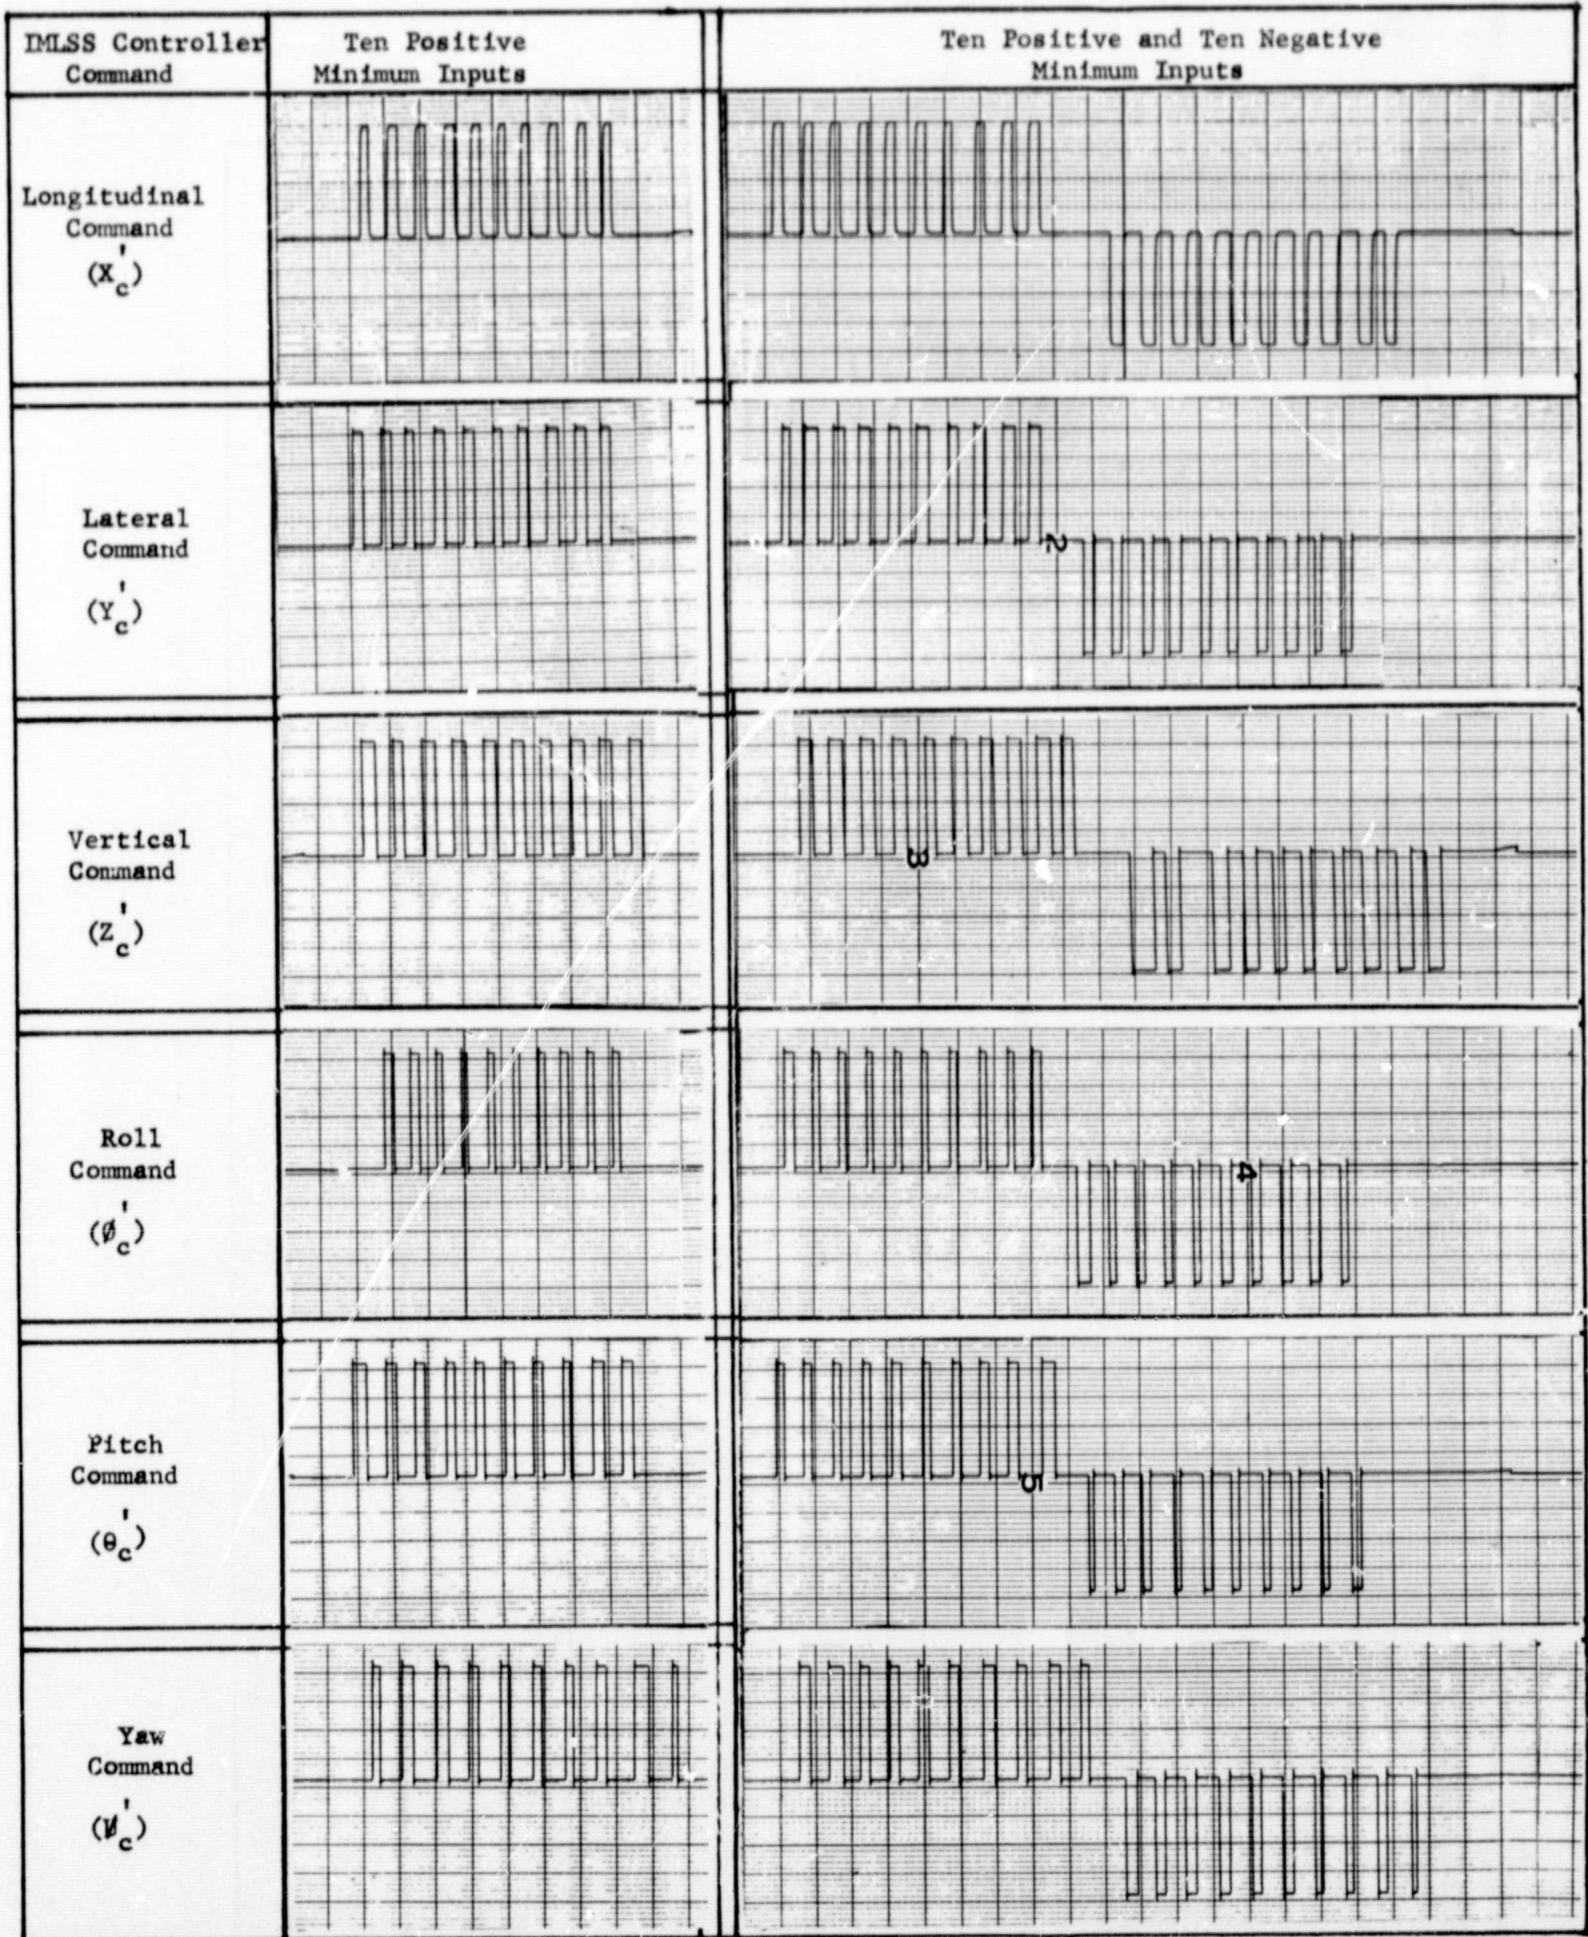 IMLSS Controller
Command
Ten Positive
Minimum Inputs
Ten Positive and Ten Negative
Minimum Inputs
Longitudinal
Command
(X'c)
Lateral
Command
(Y'c)
2
Vertical
Command
(Z'c)
3
Roll
Command
(Ø'c)
4
Pitch
Command
(θ'c)
5
Yaw
Command
(ψ'c)